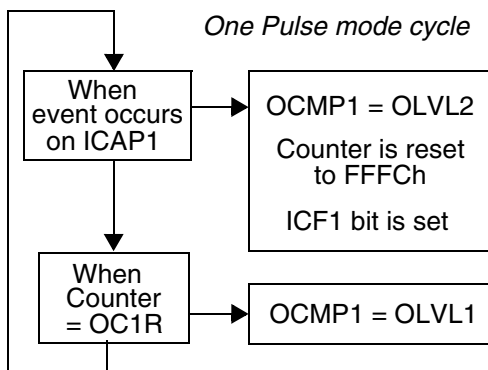 One Pulse mode cycle
When
event occurs
on ICAP1
OCMP1 = OLVL2
Counter is reset
to FFFCh
ICF1 bit is set
When
Counter
= OC1R
OCMP1 = OLVL1